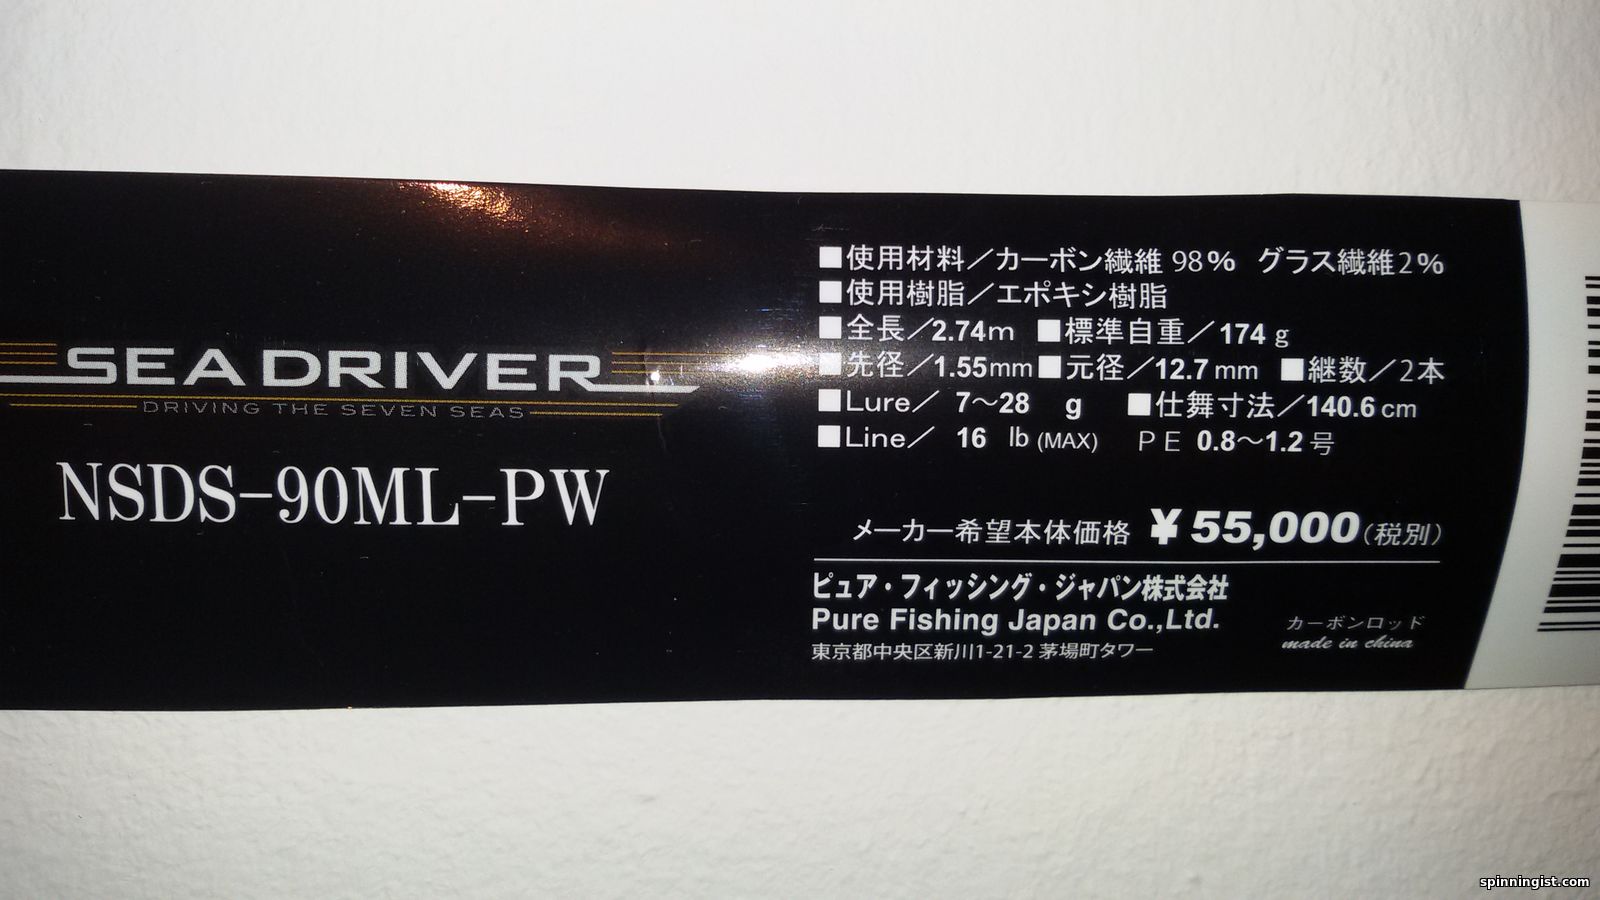 SEADRIVER
DRIVING THE SEVEN SEAS
NSDS-90ML-PW
■使用材料／カーボン繊維 98% グラス繊維2%
■使用樹脂／エポキシ樹脂
■全長／2.74m ■標準自重／174 g
■先径／1.55mm ■元径／12.7mm ■継数／2本
■Lure／ 7～28 g ■仕舞寸法／140.6cm
■Line／ 16 lb (MAX) PE 0.8～1.2号
メーカー希望本体価格 ¥55,000(税別)
ピュア・フィッシング・ジャパン株式会社
Pure Fishing Japan Co.,Ltd.
東京都中央区新川1-21-2 茅場町タワー
カーボンロッド
made in china
spinningist.com